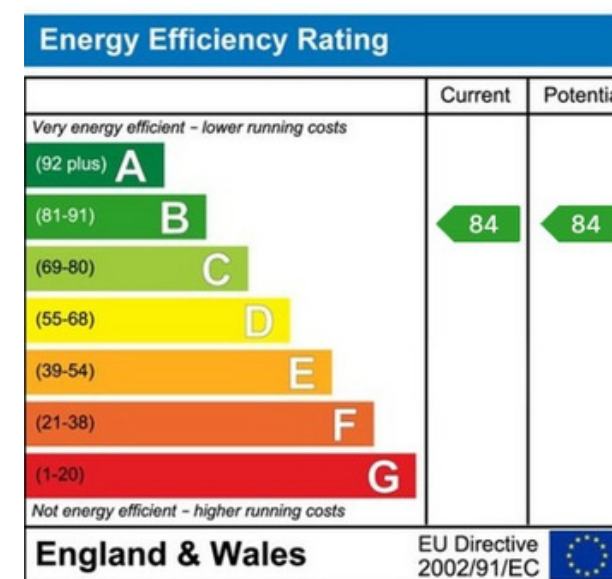 Energy Efficiency Rating
Current Potentia
Very energy efficient – lower running costs
(92 plus) A
(81-91) B 84 84
(69-80) C
(55-68) D
(39-54) E
(21-38) F
(1-20) G
Not energy efficient – higher running costs
England & Wales
EU Directive
2002/91/EC